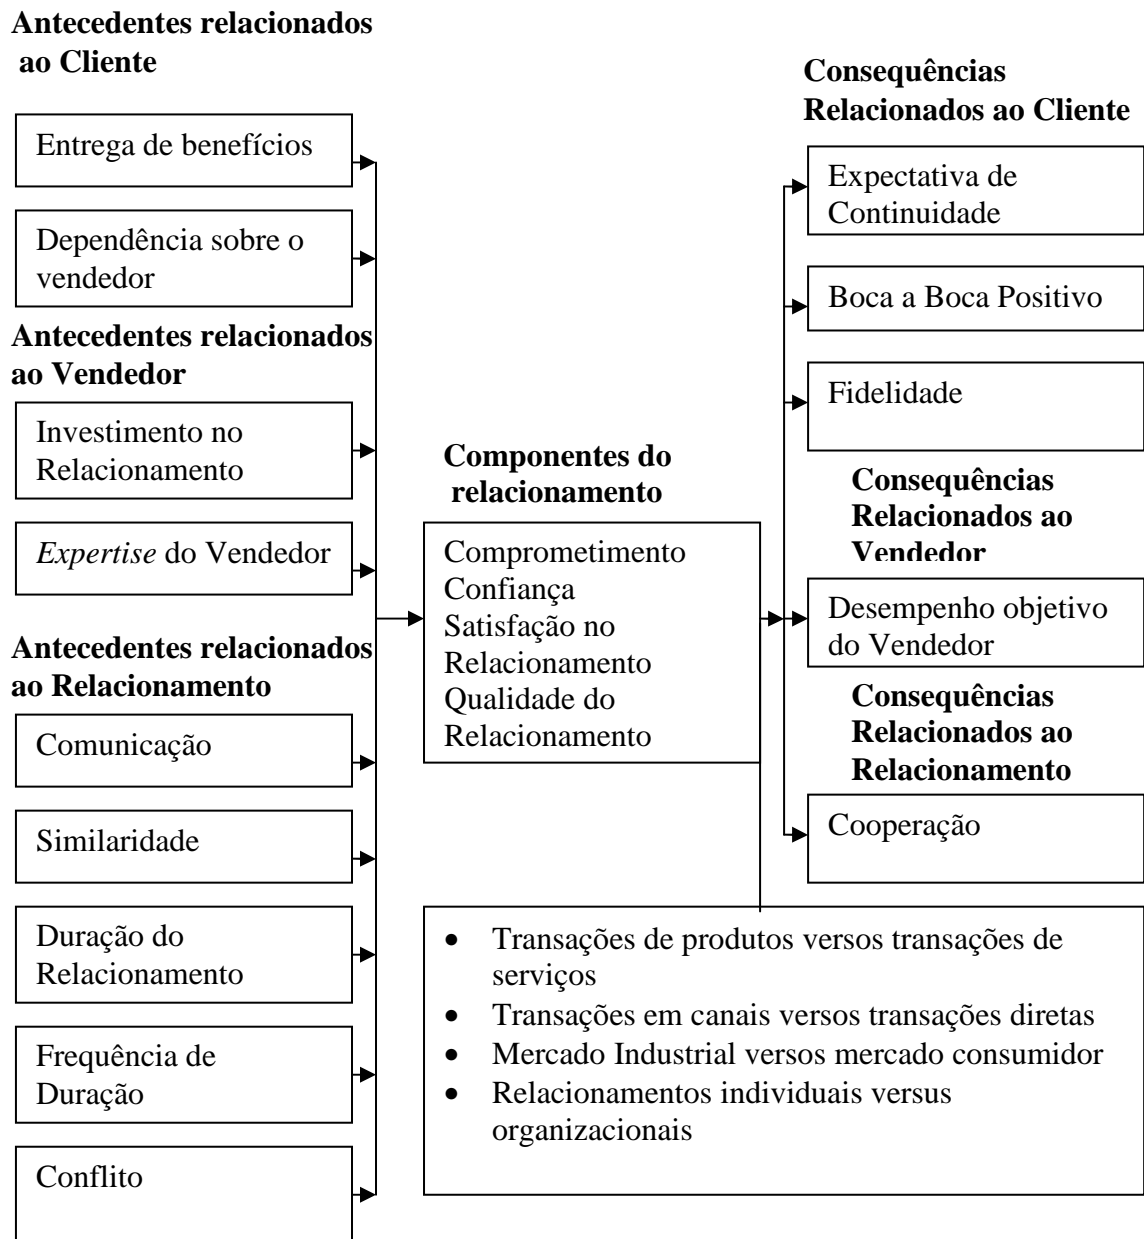 Antecedentes relacionados
ao Cliente
Entrega de benefícios
Dependência sobre o
vendedor
Antecedentes relacionados
ao Vendedor
Investimento no
Relacionamento
Expertise do Vendedor
Antecedentes relacionados
ao Relacionamento
Comunicação
Similaridade
Duração do
Relacionamento
Frequência de
Duração
Conflito
Componentes do
relacionamento
Comprometimento
Confiança
Satisfação no
Relacionamento
Qualidade do
Relacionamento
Consequências
Relacionados ao Cliente
Expectativa de
Continuidade
Boca a Boca Positivo
Fidelidade
Consequências
Relacionados ao
Vendedor
Desempenho objetivo
do Vendedor
Consequências
Relacionados ao
Relacionamento
Cooperação
• Transações de produtos versos transações de
serviços
• Transações em canais versos transações diretas
• Mercado Industrial versos mercado consumidor
• Relacionamentos individuais versus
organizacionais